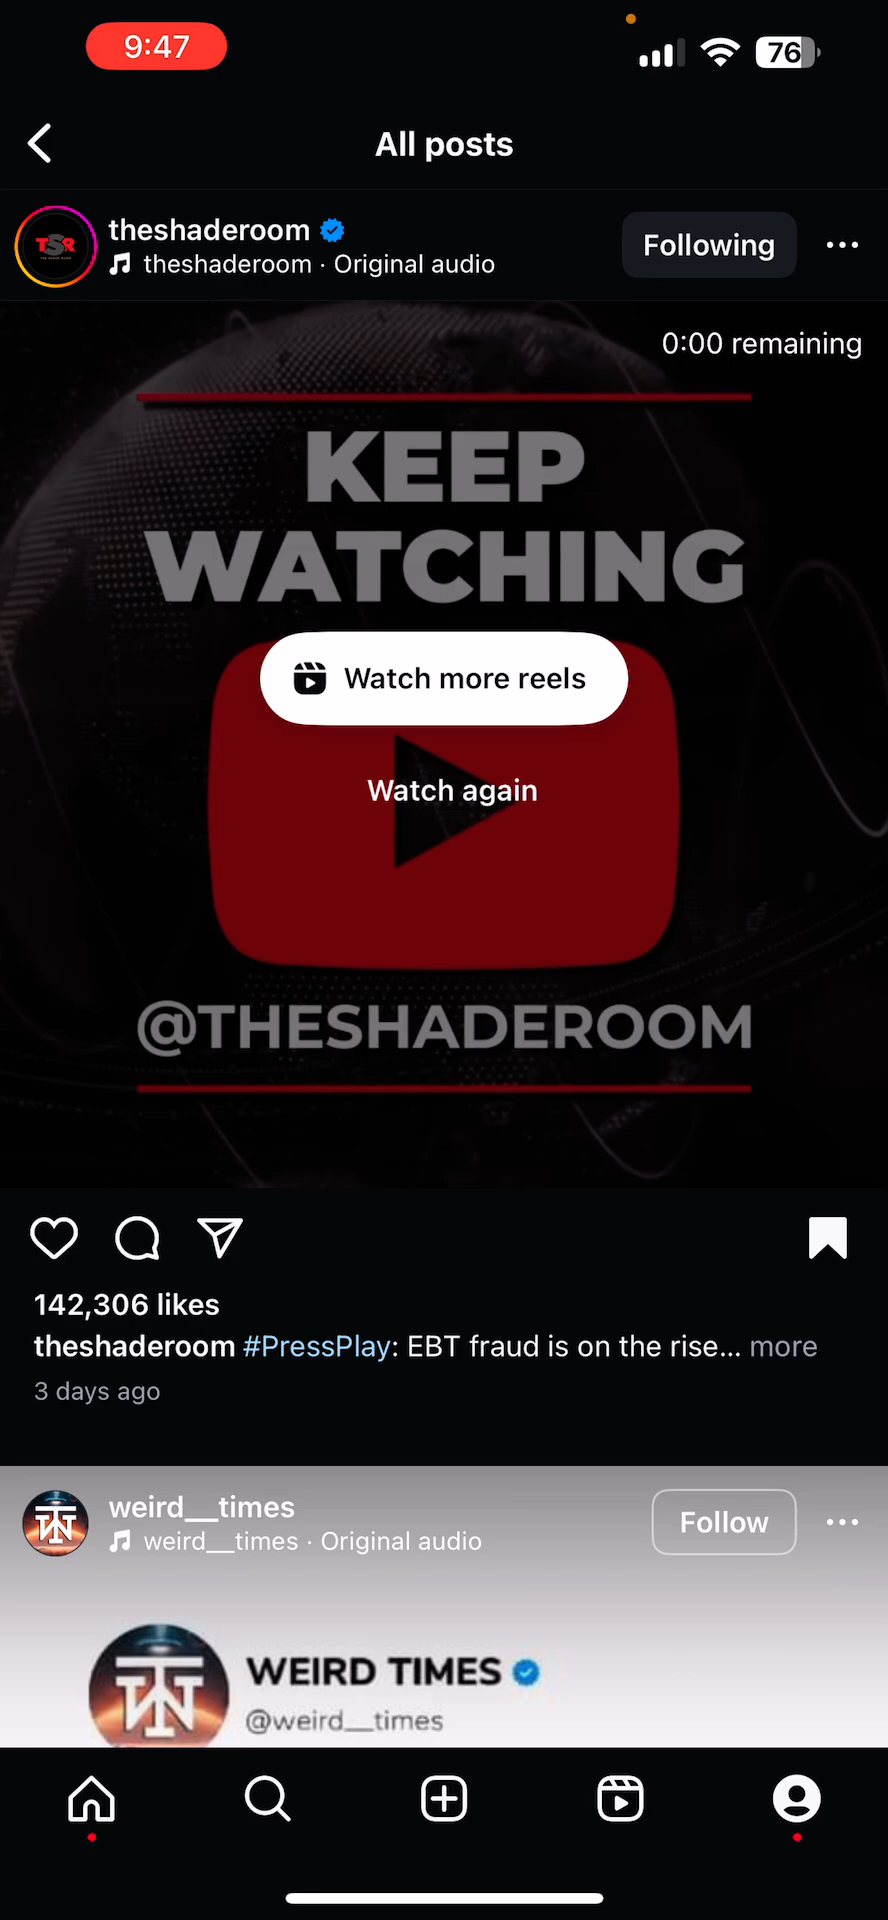 9:47
76
All posts
theshaderoom
theshaderoom · Original audio
Following
TSR
0:00 remaining
KEEP
WATCHING
Watch more reels
Watch again
@THESHADEROOM
142,306 likes
theshaderoom #PressPlay: EBT fraud is on the rise... more
3 days ago
weird__times
weird__times · Original audio
Follow
WEIRD TIMES
@weird__times